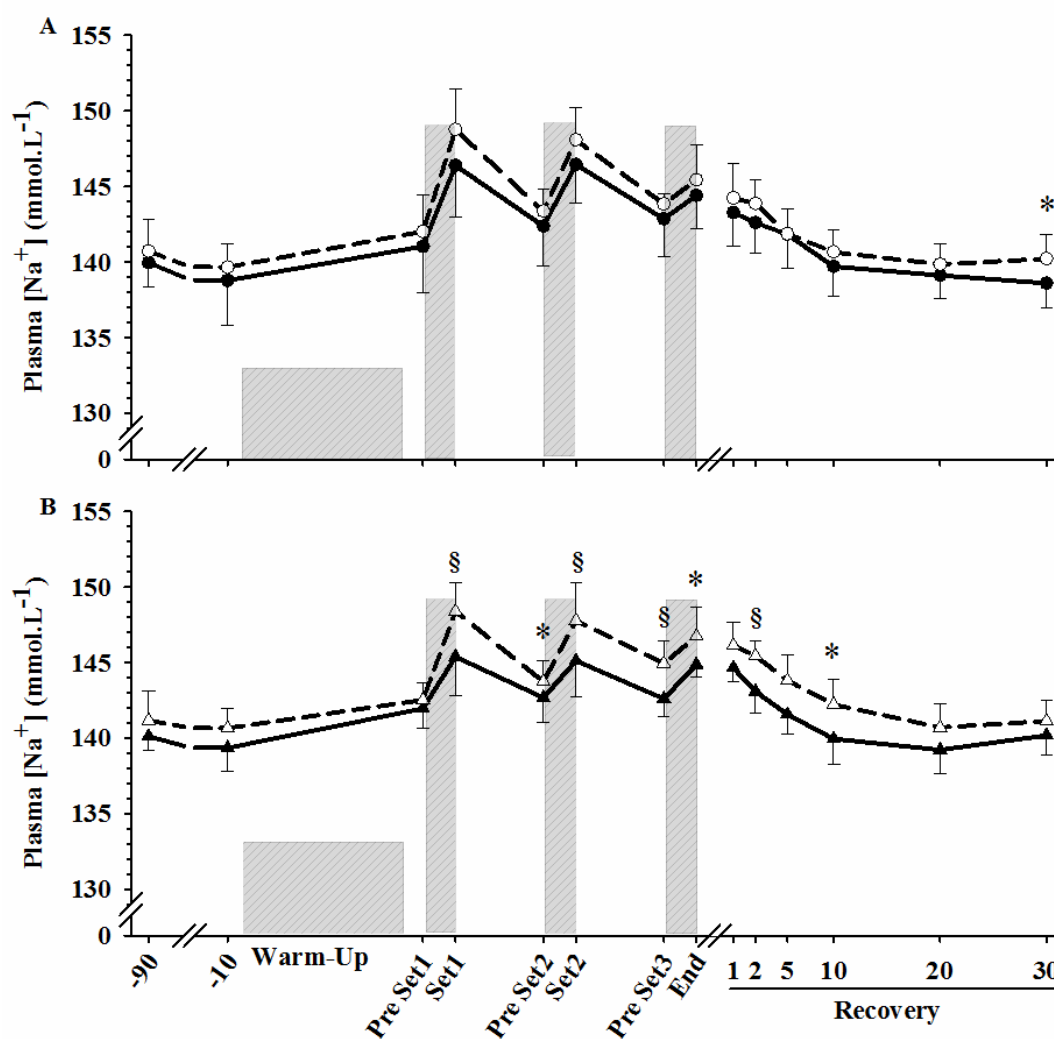 A
Plasma [Na+] (mmol.L-1)
155
150
145
140
135
130
0
*
B
Plasma [Na+] (mmol.L-1)
155
150
145
140
135
130
0
§ * § § * § *
-90 -10 Warm-Up Pre Set1 Set1 Pre Set2 Set2 Pre Set3 End 1 2 5 10 20 30
Recovery